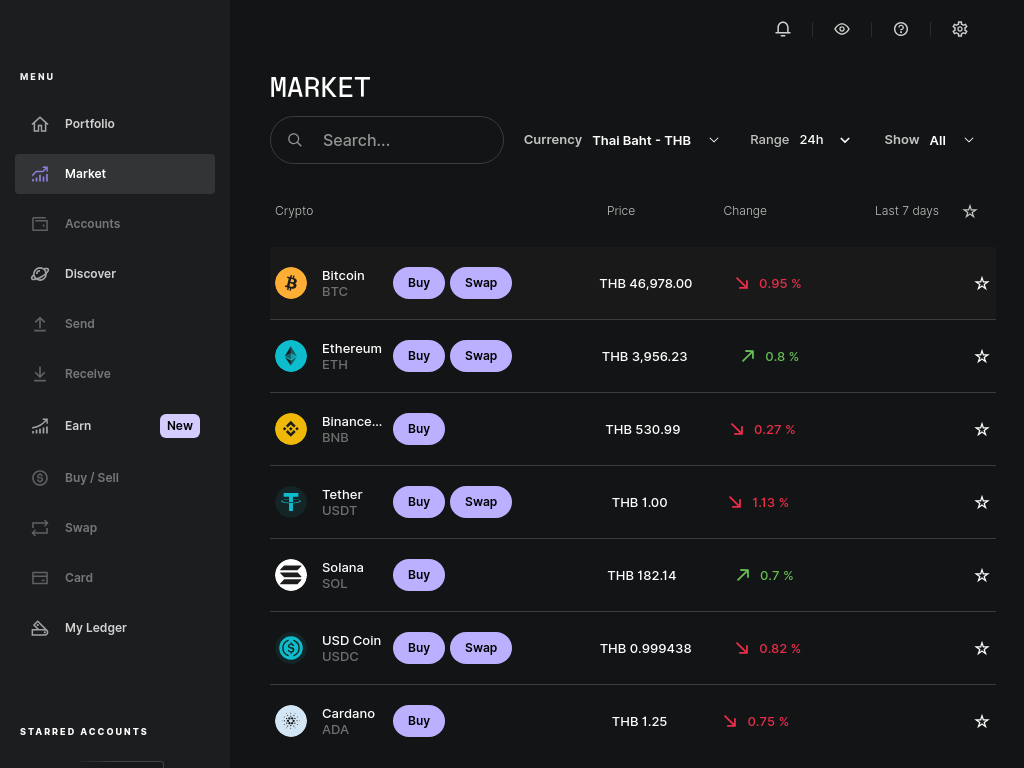 MENU
Portfolio
Market
Accounts
Discover
Send
Receive
Earn New
Buy / Sell
Swap
Card
My Ledger
STARRED ACCOUNTS
MARKET
Search...
Currency Thai Baht - THB
Range 24h
Show All
Crypto Price Change Last 7 days
Bitcoin
BTC
Buy Swap THB 46,978.00 0.95 %
Ethereum
ETH
Buy Swap THB 3,956.23 0.8 %
Binance...
BNB
Buy THB 530.99 0.27 %
Tether
USDT
Buy Swap THB 1.00 1.13 %
Solana
SOL
Buy THB 182.14 0.7 %
USD Coin
USDC
Buy Swap THB 0.999438 0.82 %
Cardano
ADA
Buy THB 1.25 0.75 %